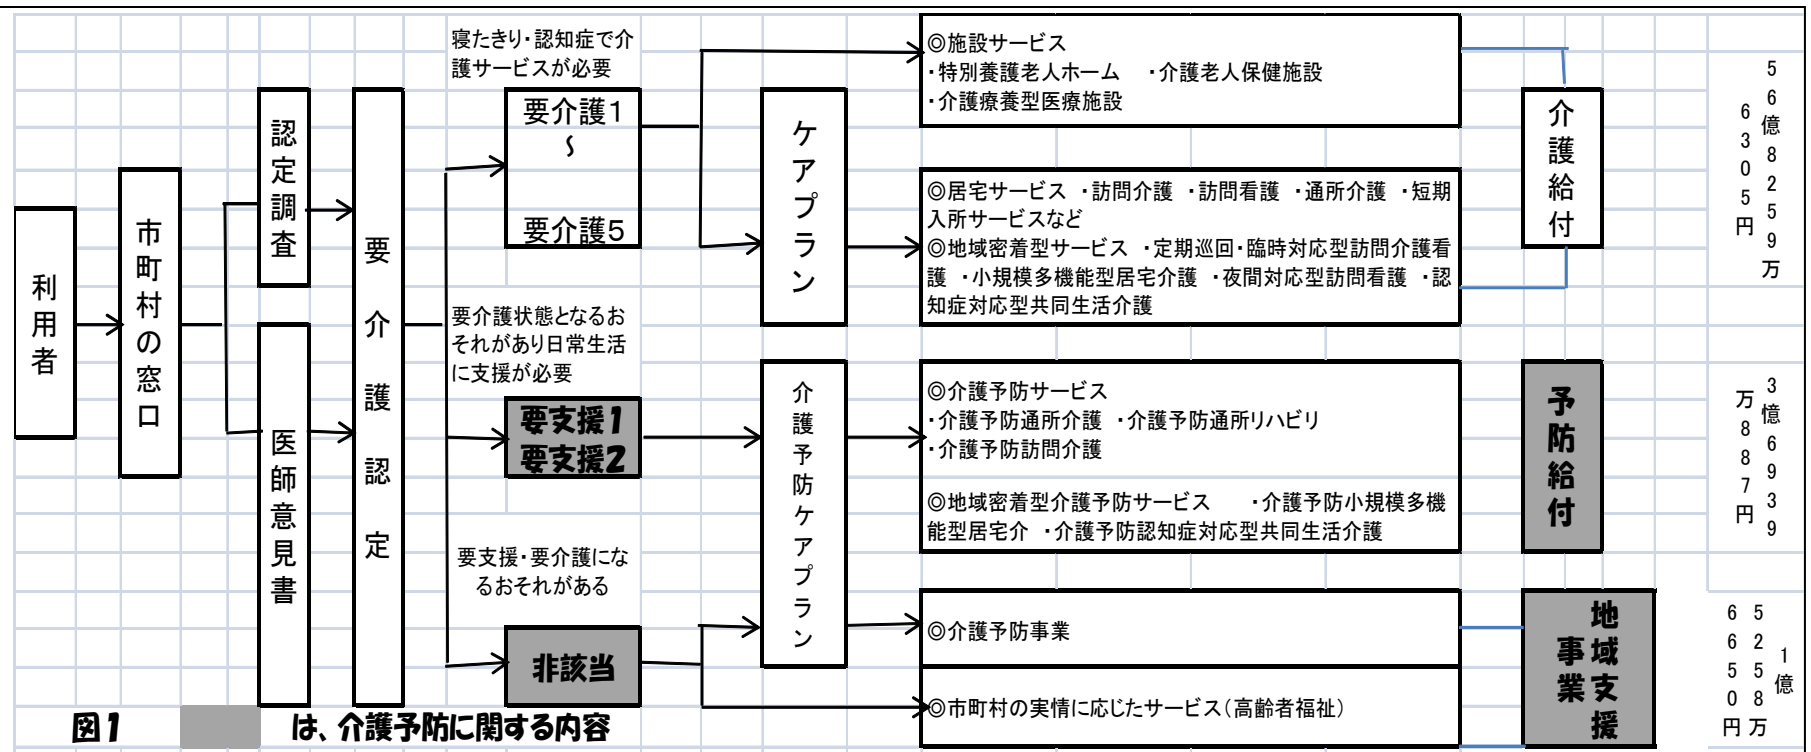 利用者
市町村の窓口
認定調査
医師意見書
要介護認定
寝たきり・認知症で介
護サービスが必要
要介護1
～
要介護5
要介護状態となるお
それがあり日常生活
に支援が必要
要支援1
要支援2
要支援・要介護にな
るおそれがある
非該当
ケアプラン
介護予防ケアプラン
◎施設サービス
・特別養護老人ホーム ・介護老人保健施設
・介護療養型医療施設
◎居宅サービス ・訪問介護 ・訪問看護 ・通所介護 ・短期
入所サービスなど
◎地域密着型サービス ・定期巡回・臨時対応型訪問介護看
護 ・小規模多機能型居宅介護 ・夜間対応型訪問看護 ・認
知症対応型共同生活介護
◎介護予防サービス
・介護予防通所介護 ・介護予防通所リハビリ
・介護予防訪問介護
◎地域密着型介護予防サービス ・介護予防小規模多機
能型居宅介 ・介護予防認知症対応型共同生活介護
◎介護予防事業
◎市町村の実情に応じたサービス(高齢者福祉)
介護給付
予防給付
地域支援
事業
56億8259万
6305円
3億6939
万887円
1億
5258万
6650円
図1
は、介護予防に関する内容